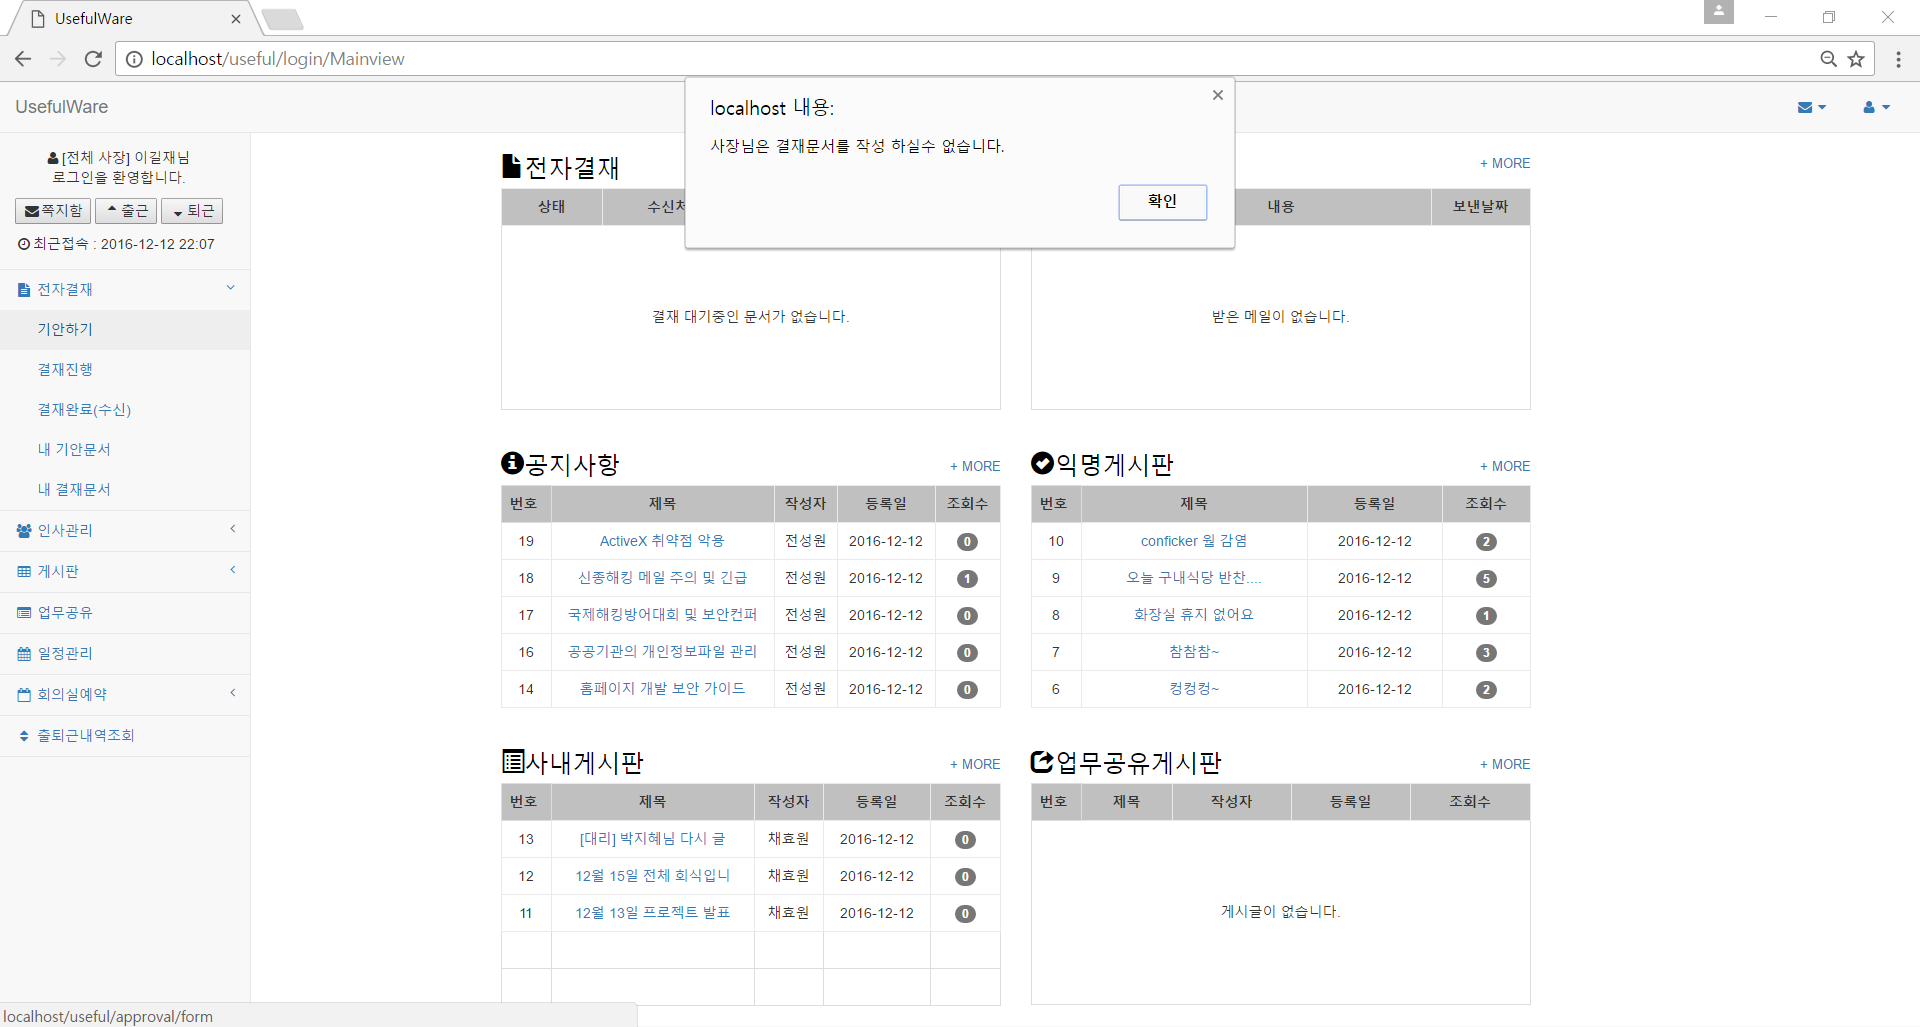 UsefulWare
localhost/useful/login/Mainview
UsefulWare
localhost 내용:
사장님은 결재문서를 작성 하실수 없습니다.
확인
[전체 사장] 이길재님
로그인을 환영합니다.
쪽지함 출근 퇴근
최근접속 : 2016-12-12 22:07
전자결재
기안하기
결재진행
결재완료(수신)
내 기안문서
내 결재문서
인사관리
게시판
업무공유
일정관리
회의실예약
출퇴근내역조회
전자결재
상태
결재 대기중인 문서가 없습니다.
+ MORE
내용 보낸날짜
받은 메일이 없습니다.
공지사항 + MORE
번호 제목 작성자 등록일 조회수
19 ActiveX 취약점 악용 전성원 2016-12-12 0
18 신종해킹 메일 주의 및 긴급 전성원 2016-12-12 1
17 국제해킹방어대회 및 보안컨퍼 전성원 2016-12-12 0
16 공공기관의 개인정보파일 관리 전성원 2016-12-12 0
14 홈페이지 개발 보안 가이드 전성원 2016-12-12 0
익명게시판 + MORE
번호 제목 등록일 조회수
10 conficker 웜 감염 2016-12-12 2
9 오늘 구내식당 반찬.... 2016-12-12 5
8 화장실 휴지 없어요 2016-12-12 1
7 참참참~ 2016-12-12 3
6 컹컹컹~ 2016-12-12 2
사내게시판 + MORE
번호 제목 작성자 등록일 조회수
13 [대리] 박지혜님 다시 글 채효원 2016-12-12 0
12 12월 15일 전체 회식입니 채효원 2016-12-12 0
11 12월 13일 프로젝트 발표 채효원 2016-12-12 0
업무공유게시판 + MORE
번호 제목 작성자 등록일 조회수
게시글이 없습니다.
localhost/useful/approval/form